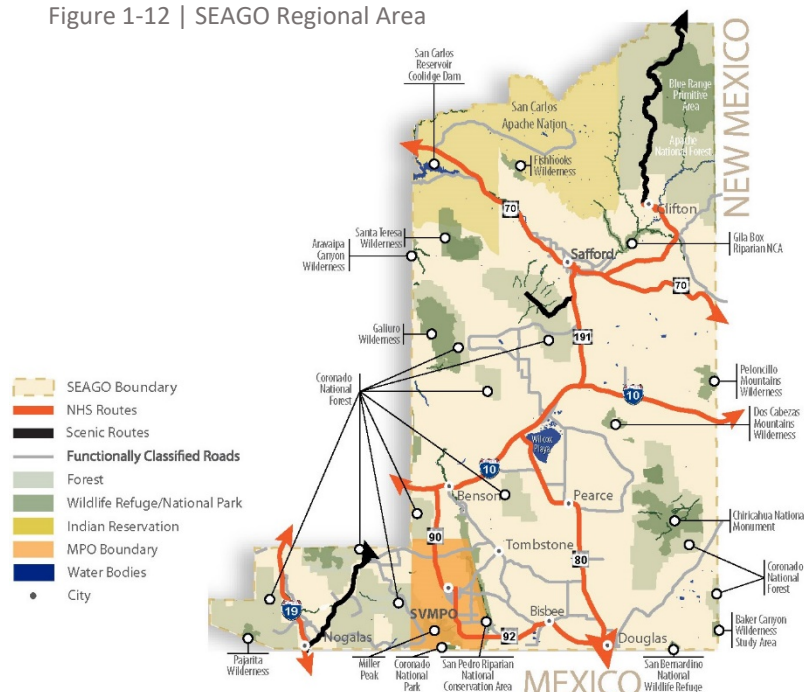 Figure 1-12 | SEAGO Regional Area
San Carlos
Reservoir
Coolidge Dam
San Carlos
Apache Nation
Blue Range
Primitive
Area
Apache
National Forest
NEW MEXICO
Fishhooks
Wilderness
70
Clifton
Santa Teresa
Wilderness
Aravaipa
Canyon
Wilderness
Safford
Gila Box
Riparian NCA
70
Galiuro
Wilderness
191
Coronado
National
Forest
Peloncillo
Mountains
Wilderness
10
Dos Cabezas
Mountains
Wilderness
Wilcox
Playa
10
Benson
Pearce
Chiricahua National
Monument
90
Tombstone
80
Coronado
National
Forest
19
SVMPO
Bisbee
Baker Canyon
Wilderness
Study Area
Nogalas
92
Douglas
Pajarita
Wilderness
Miller
Peak
Coronado
National
Park
San Pedro Riparian
National
Conservation Area
MEXICO
San Bernardino
National
Wildlife Refuge
SEAGO Boundary
NHS Routes
Scenic Routes
Functionally Classified Roads
Forest
Wildlife Refuge/National Park
Indian Reservation
MPO Boundary
Water Bodies
City